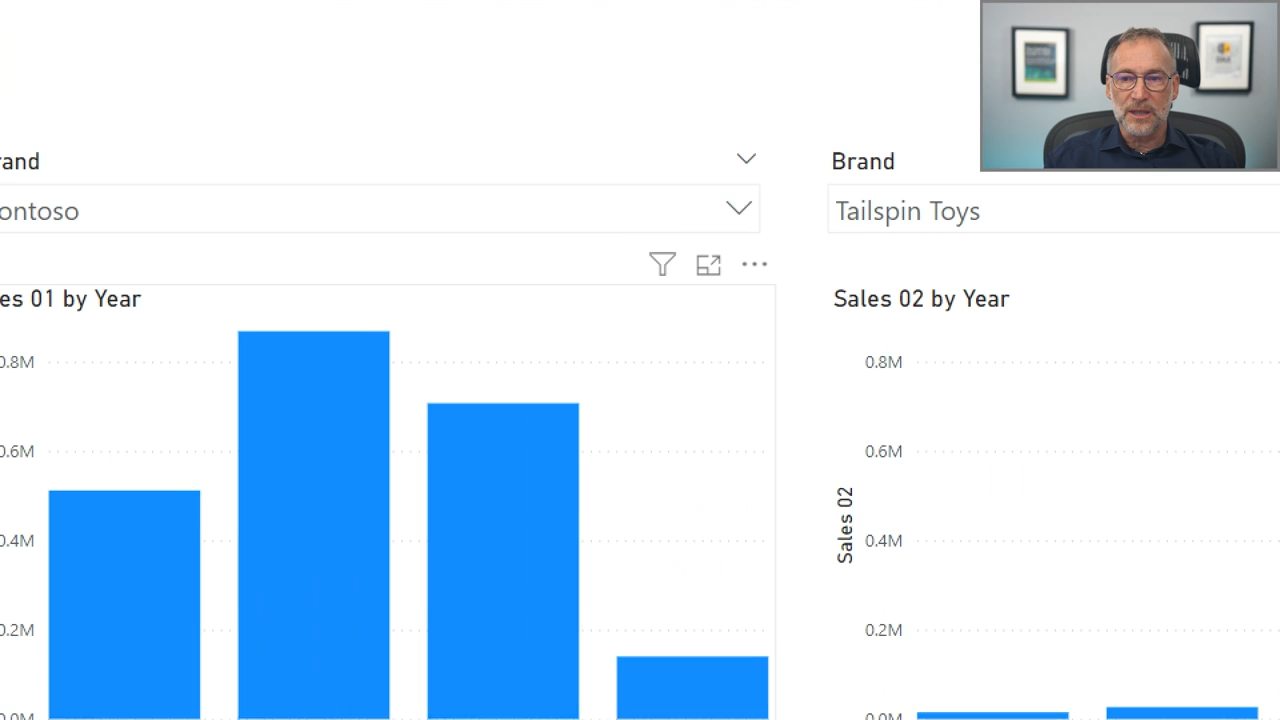 rand
ontoso
es 01 by Year
0.8M
0.6M
0.4M
0.2M
0.0M
Brand
Tailspin Toys
Sales 02 by Year
Sales 02
0.8M
0.6M
0.4M
0.2M
0.0M